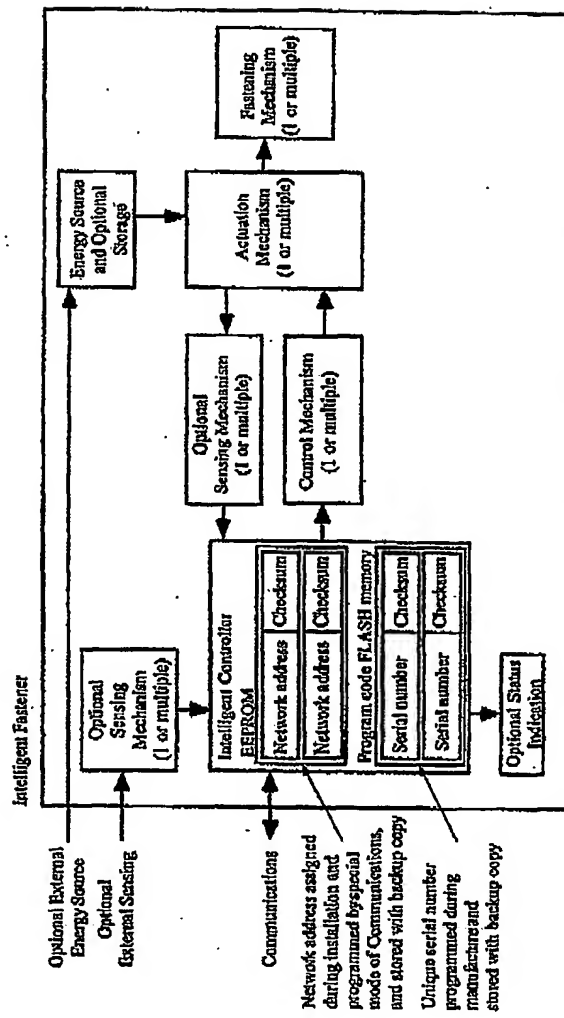 Intelligent Fastener
Optional External
Energy Source
Optional
External Sensing
Energy Source
and Optional
Storage
Optional
Sensing
Mechanism
(1 or multiple)
Optional
Sensing Mechanism
(1 or multiple)
Actuation
Mechanism
(1 or multiple)
Fastening
Mechanism
(1 or multiple)
Control Mechanism
(1 or multiple)
Communications
Intelligent Controller
EEPROM
Network address Checksum
Network address Checksum
Program code FLASH memory
Serial number Checksum
Serial number Checksum
Optional Status
Indication
Network address assigned
during installation and
programmed by special
mode of Communications,
and stored with backup copy
Unique serial number
programmed during
manufacture and
stored with backup copy